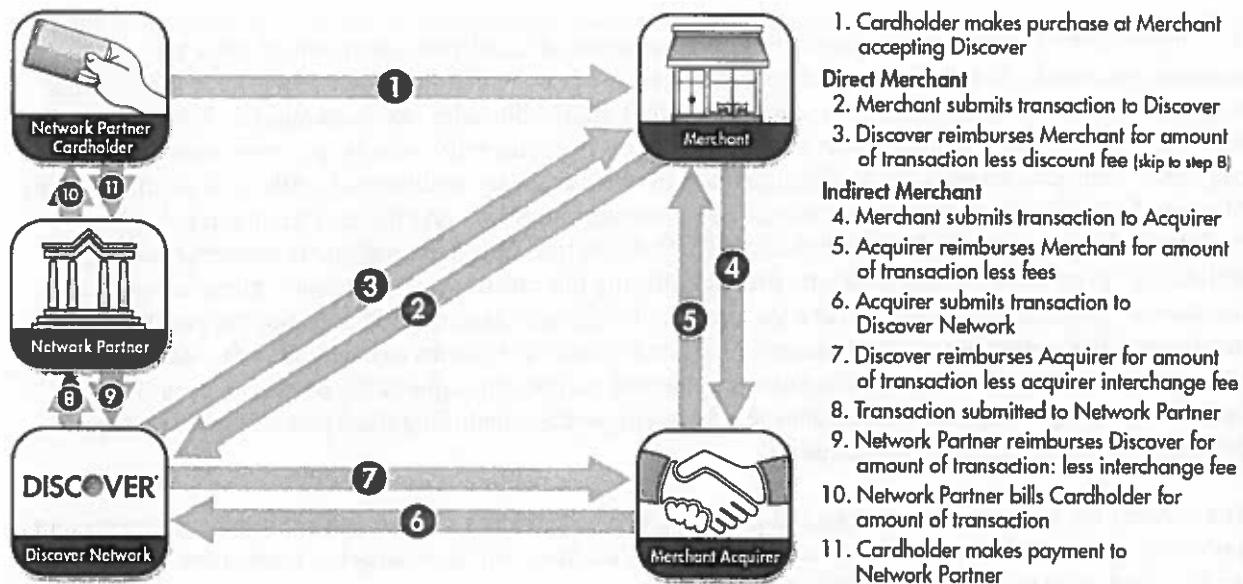 Network Partner
Cardholder
1
Merchant
10
11
Network Partner
3
2
4
5
8
9
DISCOVER
Discover Network
7
6
Merchant Acquirer
1. Cardholder makes purchase at Merchant
accepting Discover
Direct Merchant
2. Merchant submits transaction to Discover
3. Discover reimburses Merchant for amount
of transaction less discount fee (skip to step 8)
Indirect Merchant
4. Merchant submits transaction to Acquirer
5. Acquirer reimburses Merchant for amount
of transaction less fees
6. Acquirer submits transaction to
Discover Network
7. Discover reimburses Acquirer for amount
of transaction less acquirer interchange fee
8. Transaction submitted to Network Partner
9. Network Partner reimburses Discover for
amount of transaction: less interchange fee
10. Network Partner bills Cardholder for
amount of transaction
11. Cardholder makes payment to
Network Partner